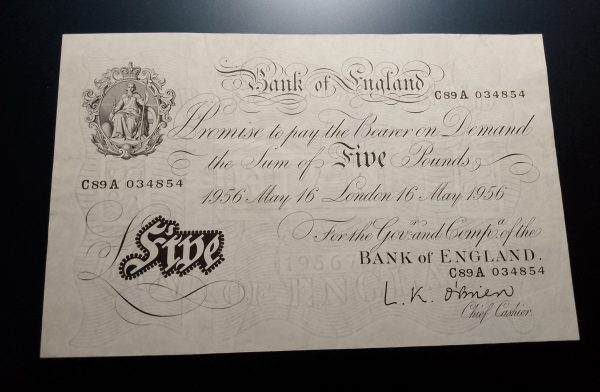 Bank of England
C89A 034854
Promise to pay the Bearer on Demand
the Sum of Five Pounds
C89A 034854
1956 May 16 London 16 May 1956
For the Govr. and Compa. of the
BANK of ENGLAND.
C89A 034854
Five
L. K. O'Brien
Chief Cashier.